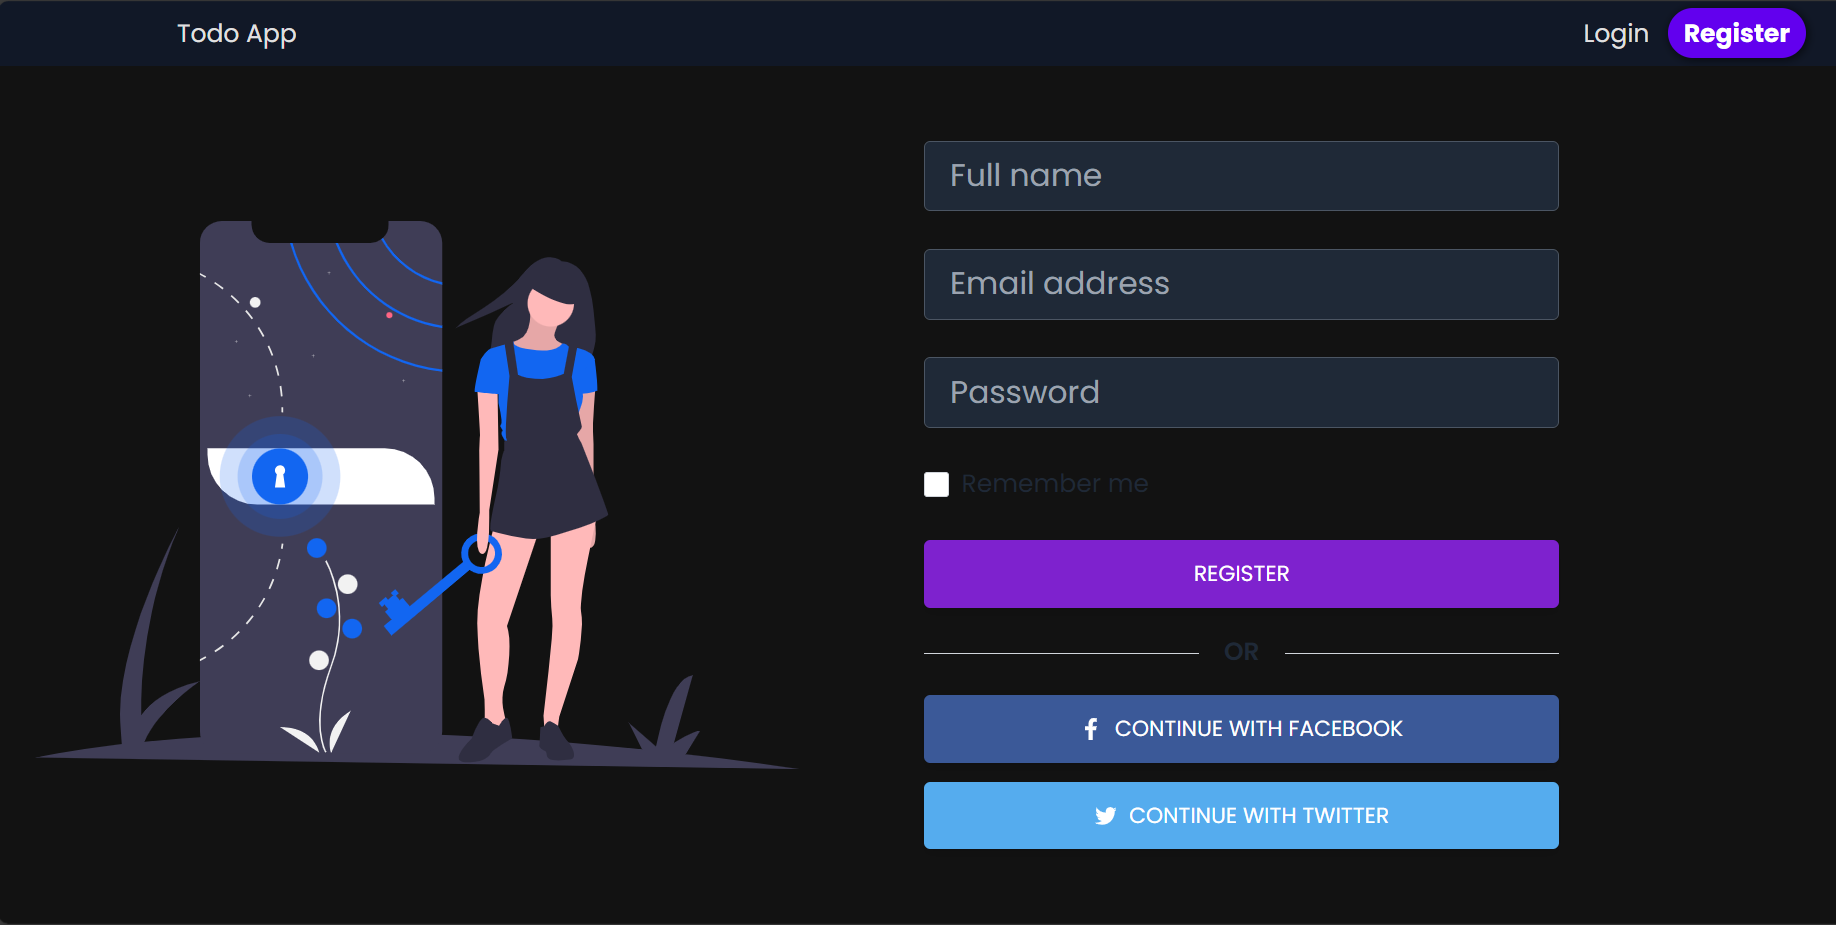 Todo App
Login
Register
Full name
Email address
Password
Remember me
REGISTER
OR
CONTINUE WITH FACEBOOK
CONTINUE WITH TWITTER